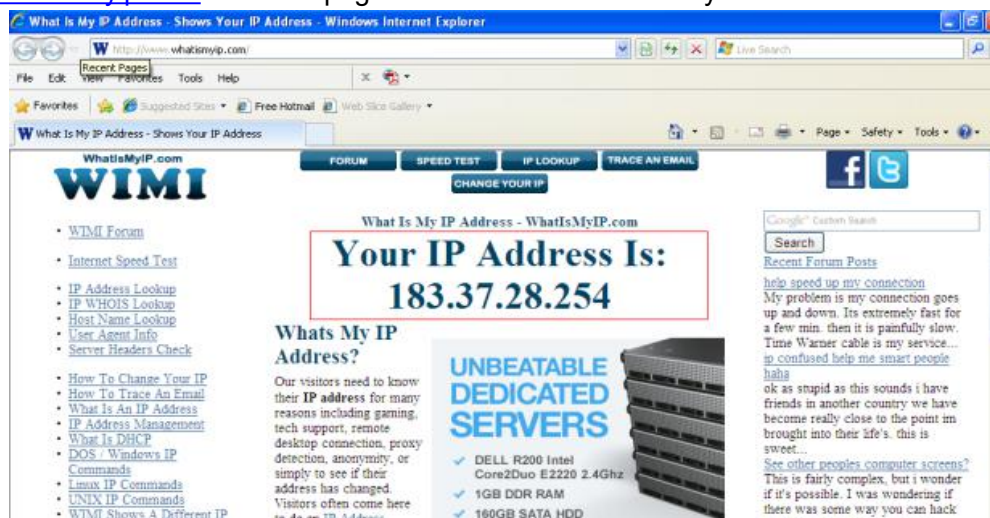 What Is My IP Address - Shows Your IP Address - Windows Internet Explorer
http://www.whatismyip.com/
Live Search
Recent Pages
File Edit View Favorites Tools Help
Favorites Suggested Sites Free Hotmail Web Slice Gallery
What Is My IP Address - Shows Your IP Address
Page Safety Tools
WhatIsMyIP.com
WIMI
FORUM SPEED TEST IP LOOKUP TRACE AN EMAIL
CHANGE YOUR IP
WIMI Forum
Internet Speed Test
IP Address Lookup
IP WHOIS Lookup
Host Name Lookup
User Agent Info
Server Headers Check
How To Change Your IP
How To Trace An Email
What Is An IP Address
IP Address Management
What Is DHCP
DOS / Windows IP
Commands
Linux IP Commands
UNIX IP Commands
WIMI Shows A Different IP
What Is My IP Address - WhatIsMyIP.com
Your IP Address Is:
183.37.28.254
Whats My IP
Address?
Our visitors need to know
their IP address for many
reasons including gaming,
tech support, remote
desktop connection, proxy
detection, anonymity, or
simply to see if their
address has changed.
Visitors often come here
to do an IP Address
UNBEATABLE
DEDICATED
SERVERS
DELL R200 Intel
Core2Duo E2220 2.4Ghz
1GB DDR RAM
160GB SATA HDD
Google Custom Search
Search
Recent Forum Posts
help speed up my connection
My problem is my connection goes
up and down. Its extremely fast for
a few min. then it is painfully slow.
Time Warner cable is my service...
ip confused help me smart people
haha
ok as stupid as this sounds i have
friends in another country we have
become really close to the point im
brought into their life's. this is
sweet...
See other peoples computer screens?
This is fairly complex, but i wonder
if it's possible. I was wondering if
there was some way you can hack